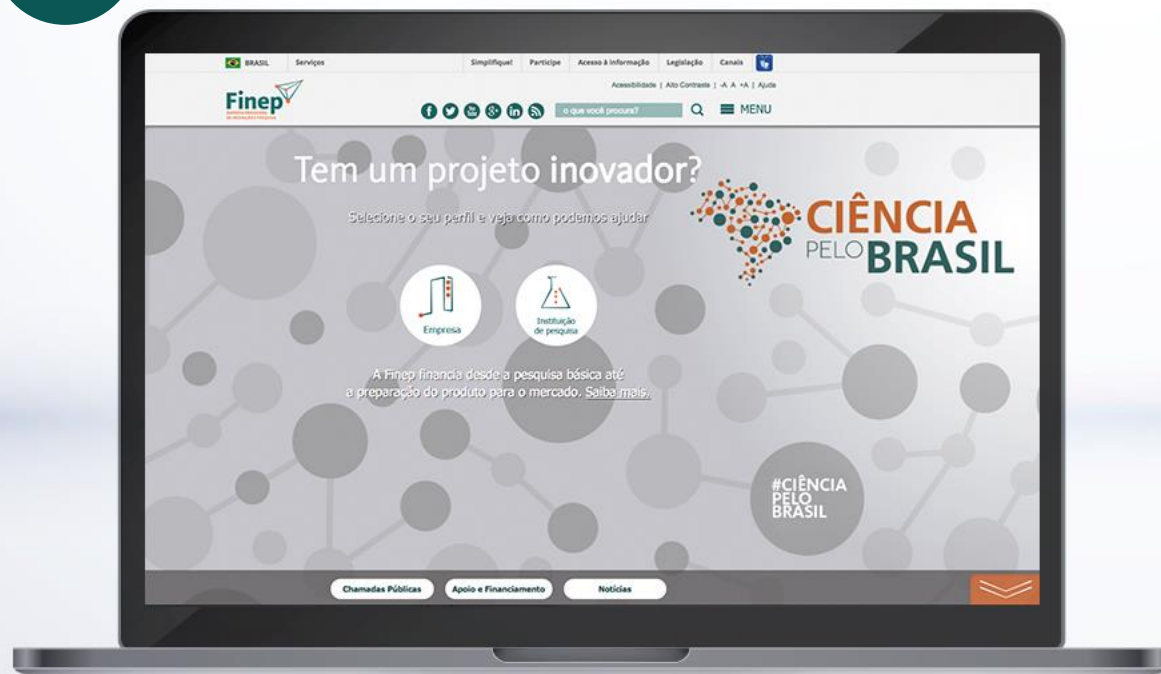 BRASIL Serviços Simplifique! Participe Acesso à informação Legislação Canais
Acessibilidade | Alto Contraste | -A A +A | Ajuda
Finep
o que você procura? MENU
Tem um projeto inovador?
Selecione o seu perfil e veja como podemos ajudar
CIÊNCIA
PELO BRASIL
Empresa
Instituição
de pesquisa
A Finep financia desde a pesquisa básica até
a preparação do produto para o mercado. Saiba mais.
#CIÊNCIA
PELO
BRASIL
Chamadas Públicas Apoio e Financiamento Notícias